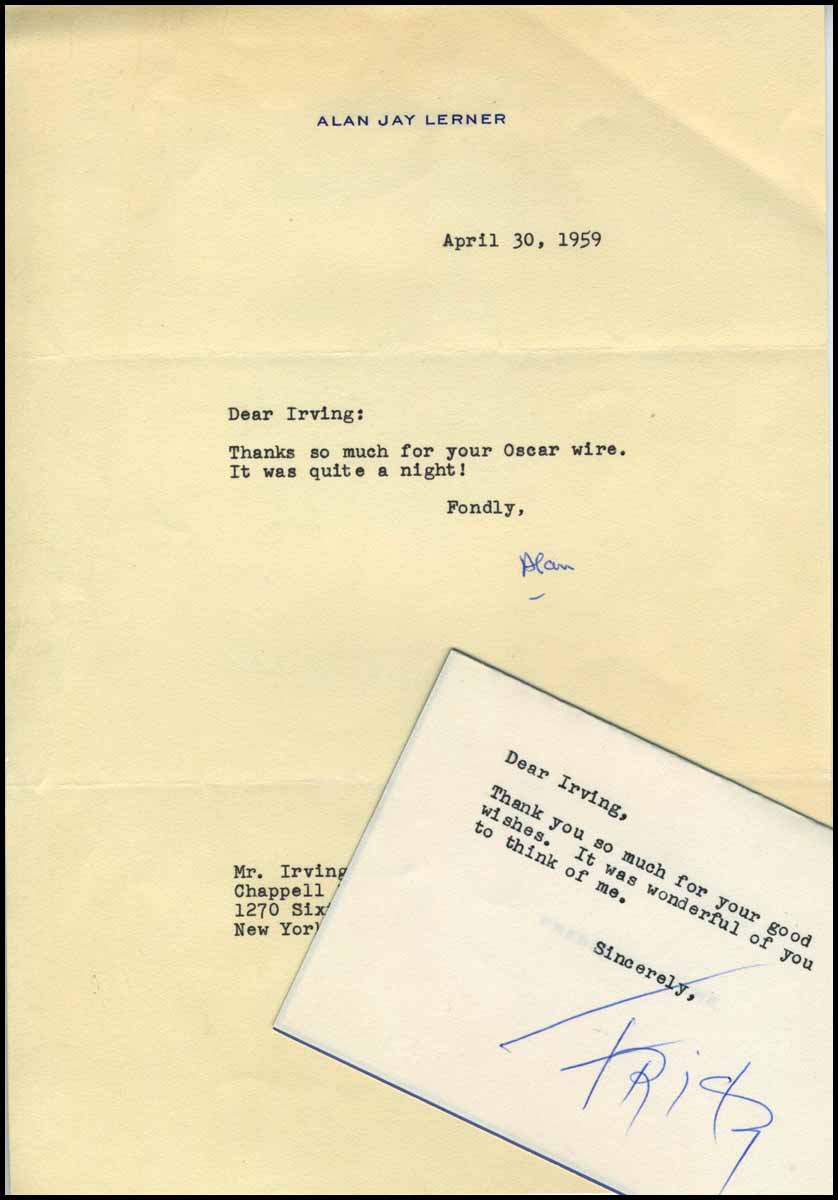 ALAN JAY LERNER
April 30, 1959
Dear Irving:
Thanks so much for your Oscar wire.
It was quite a night!
Fondly,
Alan
Mr. Irving
Chappell
1270 Six
New York
Dear Irving,
Thank you so much for your good
wishes. It was wonderful of you
to think of me.
Sincerely,
FRITZ